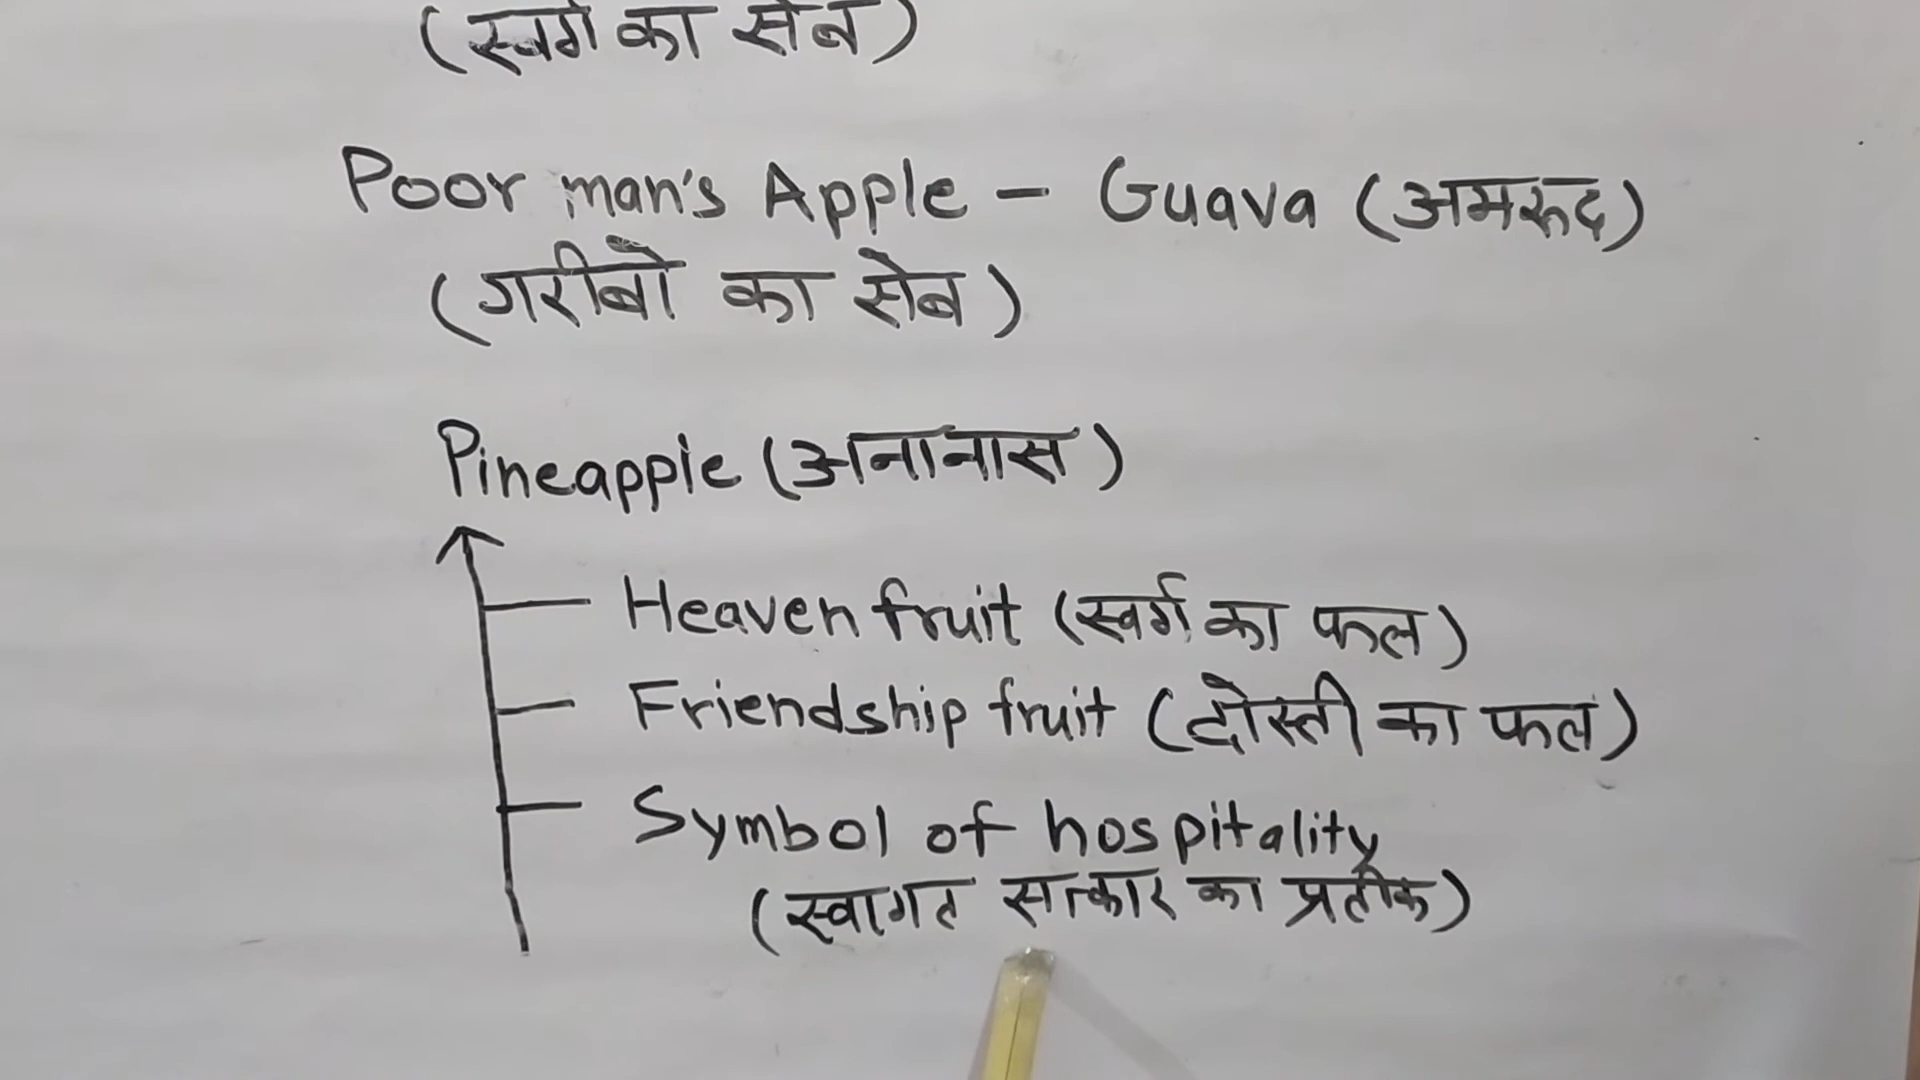 (स्वर्ग का सेब)
Poor man's Apple - Guava (अमरूद)
(गरीबो का सेब)
Pineapple (अनानास)
Heaven fruit (स्वर्ग का फल)
Friendship fruit (दोस्ती का फल)
Symbol of hospitality
(स्वागत सत्कार का प्रतीक)